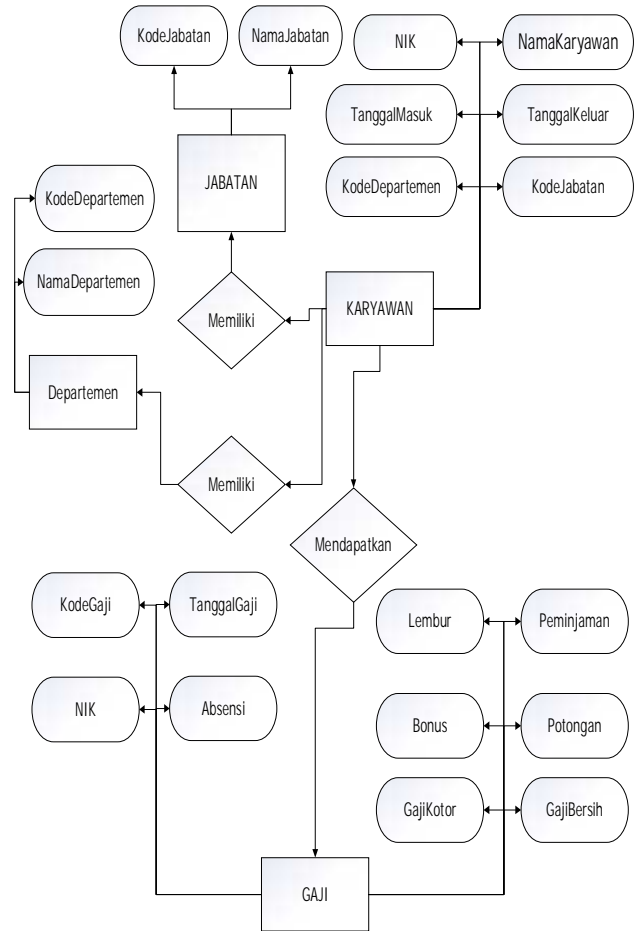 KodeJabatan
NamaJabatan
NIK
NamaKaryawan
TanggalMasuk
TanggalKeluar
KodeDepartemen
KodeJabatan
JABATAN
KodeDepartemen
NamaDepartemen
Memiliki
KARYAWAN
Departemen
Memiliki
Mendapatkan
KodeGaji
TanggalGaji
Lembur
Peminjaman
NIK
Absensi
Bonus
Potongan
GajiKotor
GajiBersih
GAJI